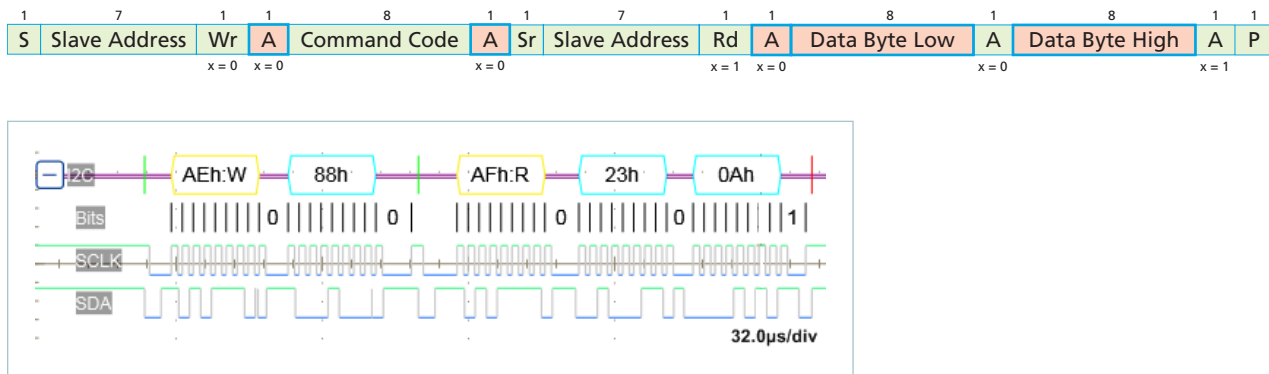 1 7 1 1 8 1 1 7 1 1 8 1 8 1 1
S Slave Address Wr A Command Code A Sr Slave Address Rd A Data Byte Low A Data Byte High A P
x = 0 x = 0 x = 0 x = 1 x = 0 x = 0 x = 1
I2C AEh:W 88h AFh:R 23h 0Ah
Bits 0 0 0 0 1
SCLK
SDA
32.0µs/div